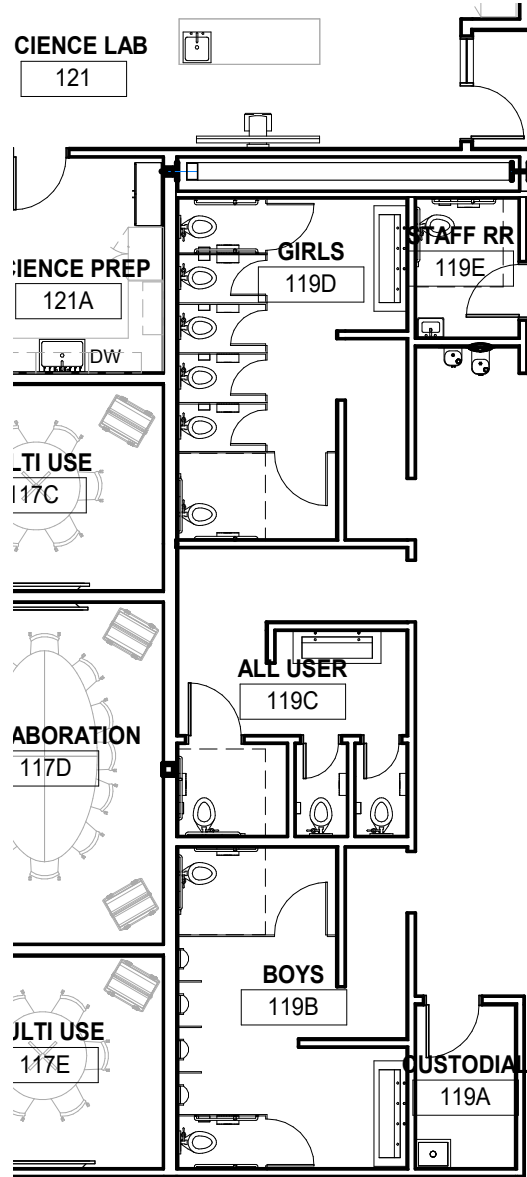 CIENCE LAB
121
GIRLS
119D
STAFF RR
119E
CIENCE PREP
121A
DW
LTI USE
117C
ALL USER
119C
ABORATION
117D
BOYS
119B
ULTI USE
117E
CUSTODIAL
119A